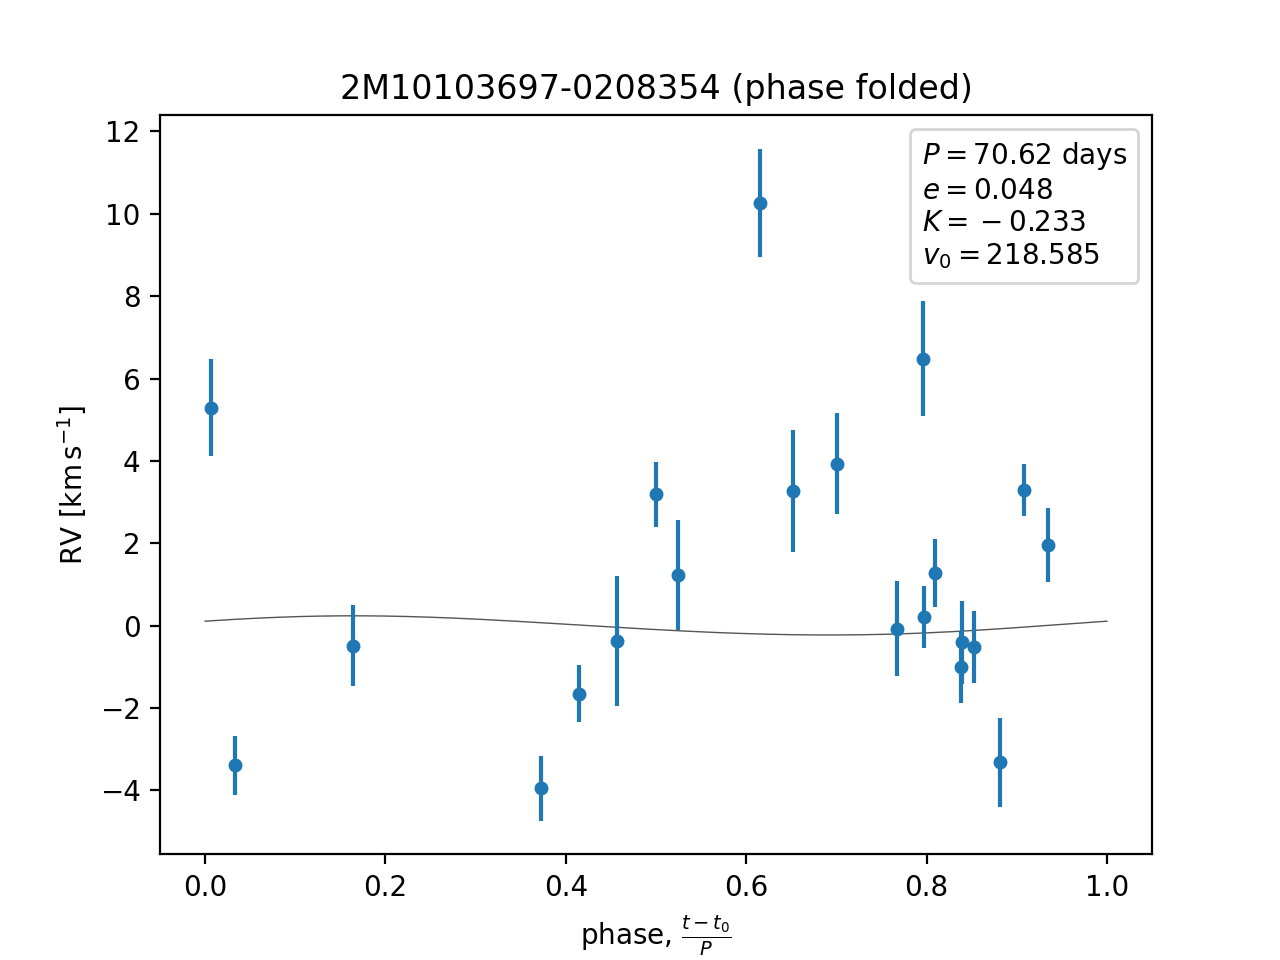 2M10103697-0208354 (phase folded)
P = 70.62 days
e = 0.048
K = −0.233
v₀ = 218.585
12
10
8
6
4
2
0
−2
−4
RV [km s⁻¹]
0.0 0.2 0.4 0.6 0.8 1.0
phase, (t − t₀)/P